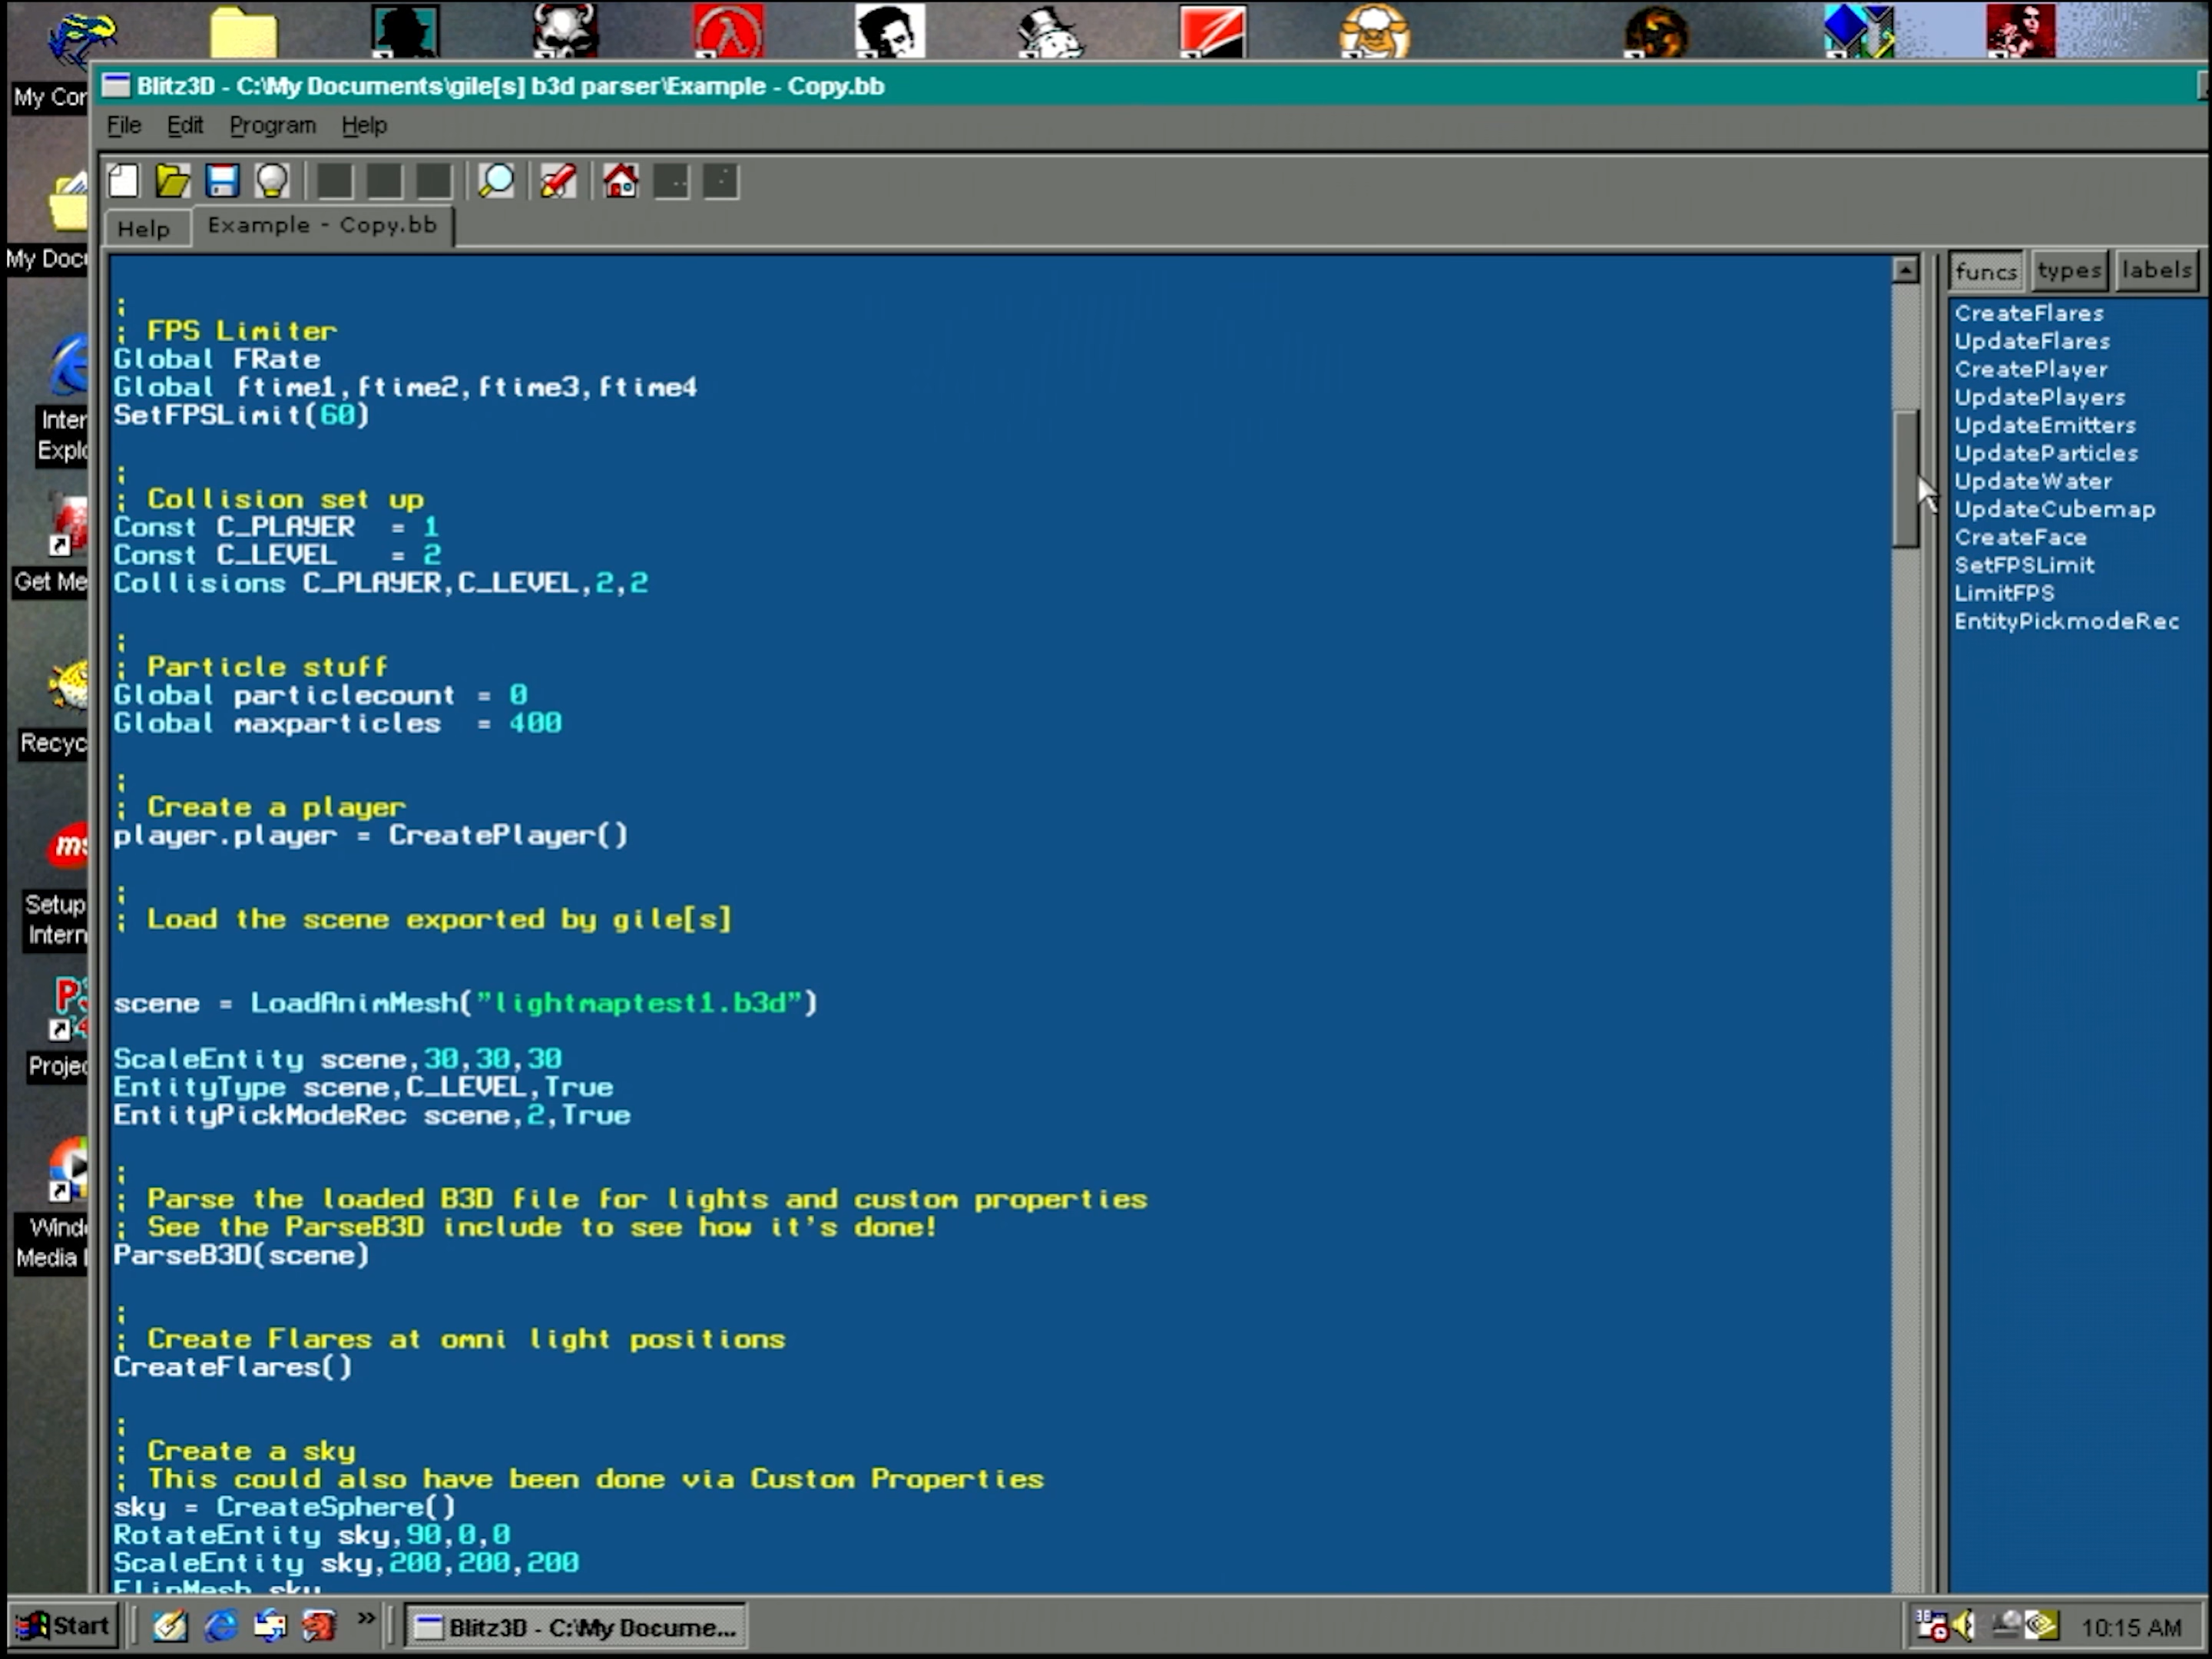 My Cor
My Docu
Inter
Explo
Get Me
Recyc
Setup
Intern
Projec
Windo
Media
Blitz3D - C:\My Documents\gile[s] b3d parser\Example - Copy.bb
File Edit Program Help
Help Example - Copy.bb
;
; FPS Limiter
Global FRate
Global ftime1,ftime2,ftime3,ftime4
SetFPSLimit(60)
;
; Collision set up
Const C_PLAYER = 1
Const C_LEVEL = 2
Collisions C_PLAYER,C_LEVEL,2,2
;
; Particle stuff
Global particlecount = 0
Global maxparticles = 400
;
; Create a player
player.player = CreatePlayer()
;
; Load the scene exported by gile[s]
scene = LoadAnimMesh("lightmaptest1.b3d")
ScaleEntity scene,30,30,30
EntityType scene,C_LEVEL,True
EntityPickModeRec scene,2,True
;
; Parse the loaded B3D file for lights and custom properties
; See the ParseB3D include to see how it's done!
ParseB3D(scene)
;
; Create Flares at omni light positions
CreateFlares()
;
; Create a sky
; This could also have been done via Custom Properties
sky = CreateSphere()
RotateEntity sky,90,0,0
ScaleEntity sky,200,200,200
FlipMesh sky
funcs types labels
CreateFlares
UpdateFlares
CreatePlayer
UpdatePlayers
UpdateEmitters
UpdateParticles
UpdateWater
UpdateCubemap
CreateFace
SetFPSLimit
LimitFPS
EntityPickmodeRec
Start
»
Blitz3D - C:\My Docume...
10:15 AM